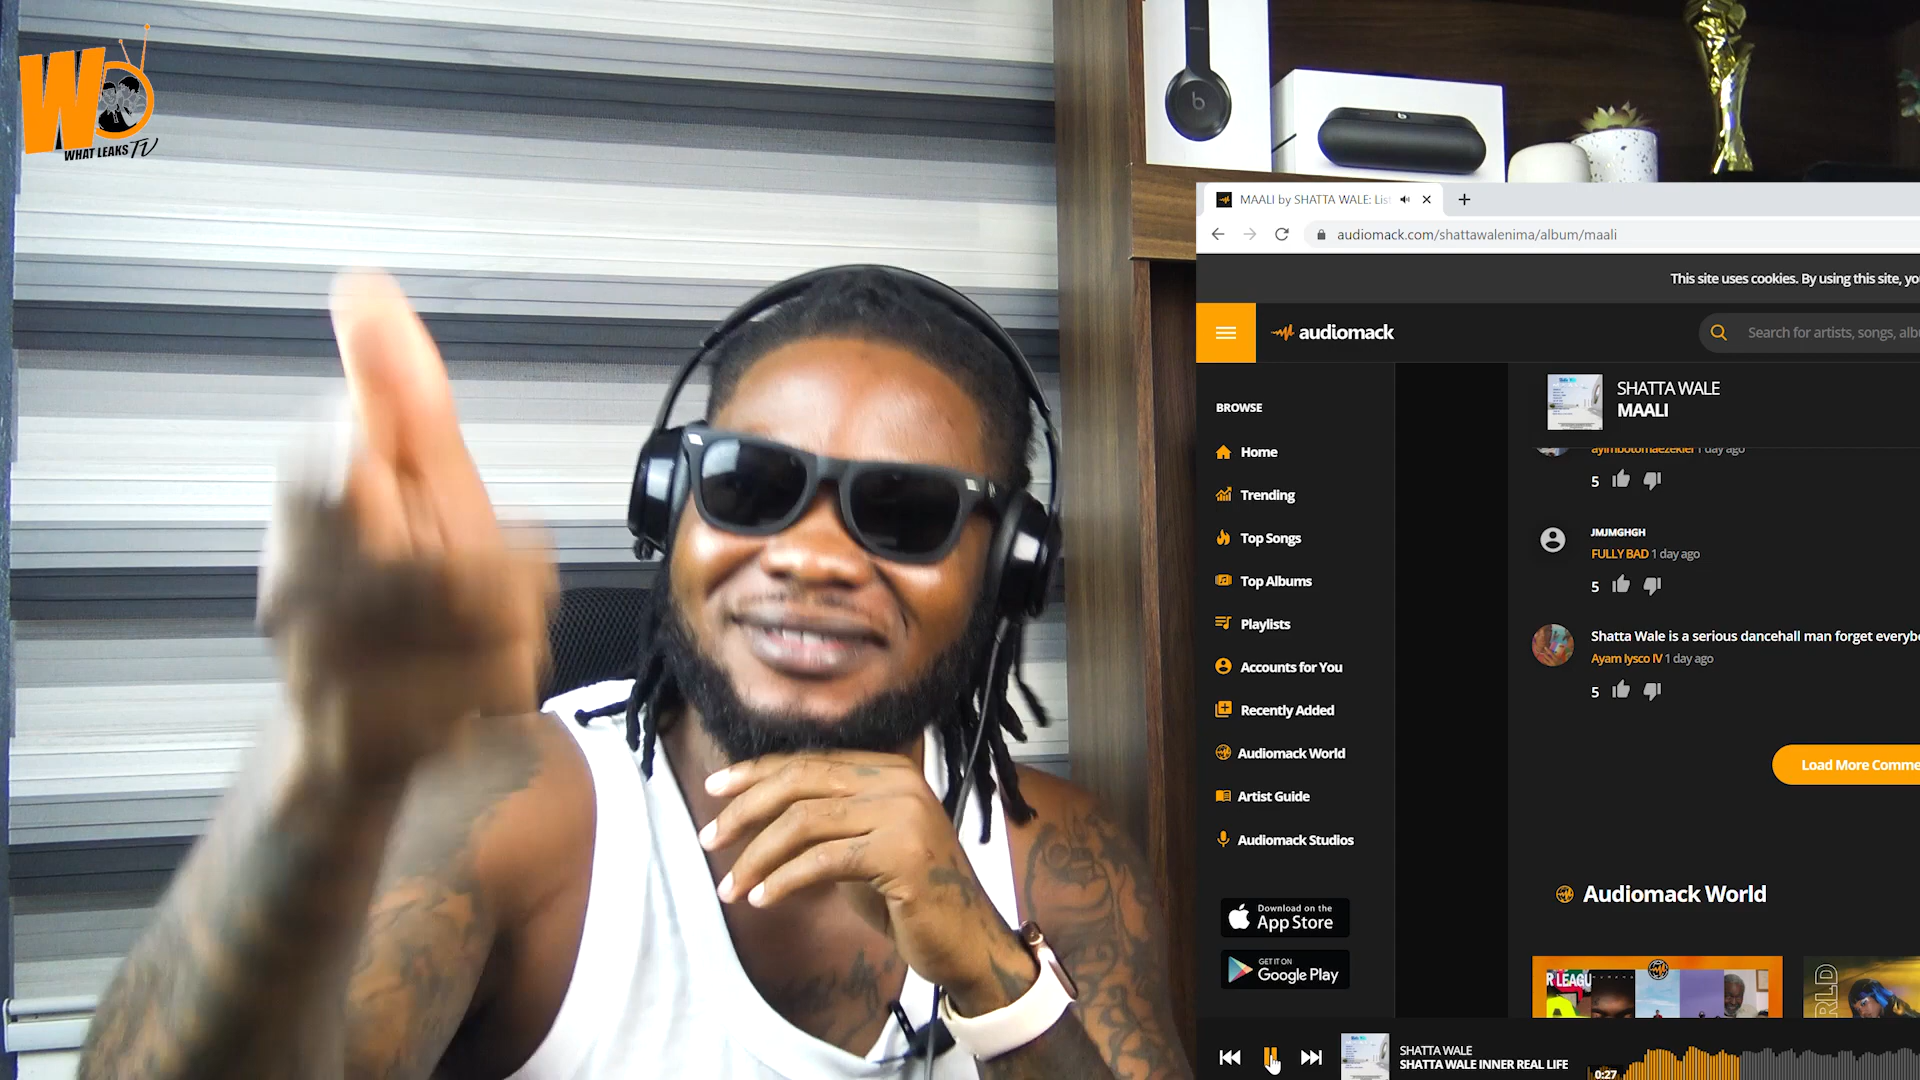 W
WHAT LEAKS TV
MAALI by SHATTA WALE: Lis
audiomack.com/shattawalenima/album/maali
This site uses cookies. By using this site, yo
audiomack
Search for artists, songs, alb
SHATTA WALE
MAALI
BROWSE
Home
Trending
Top Songs
Top Albums
Playlists
Accounts for You
Recently Added
Audiomack World
Artist Guide
Audiomack Studios
ayimbotomaezekiel 1 day ago
5
JMJMGHGH
FULLY BAD 1 day ago
5
Shatta Wale is a serious dancehall man forget everybo
Ayam Iysco IV 1 day ago
5
Load More Comme
Audiomack World
Download on the
App Store
GET IT ON
Google Play
R LEAGU
RLD
SHATTA WALE
SHATTA WALE INNER REAL LIFE
0:27